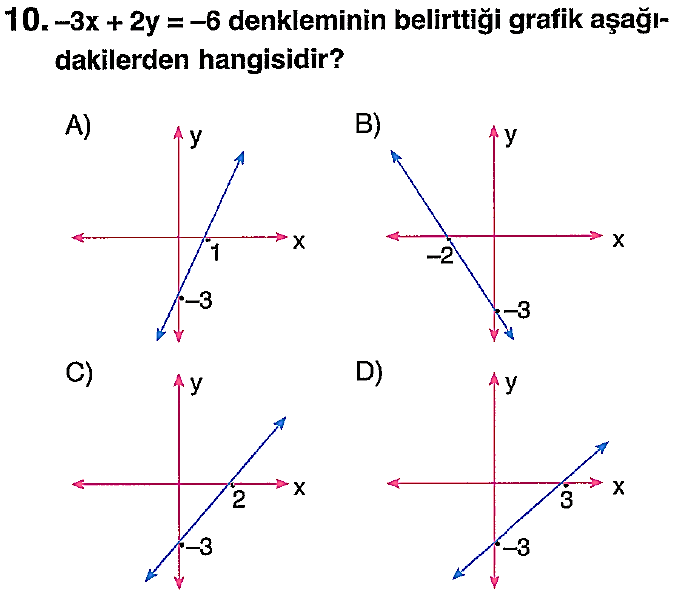 10. –3x + 2y = –6 denkleminin belirttiği grafik aşağı-
dakilerden hangisidir?
A)
y
x
1
–3
B)
y
x
–2
–3
C)
y
x
2
–3
D)
y
x
3
–3